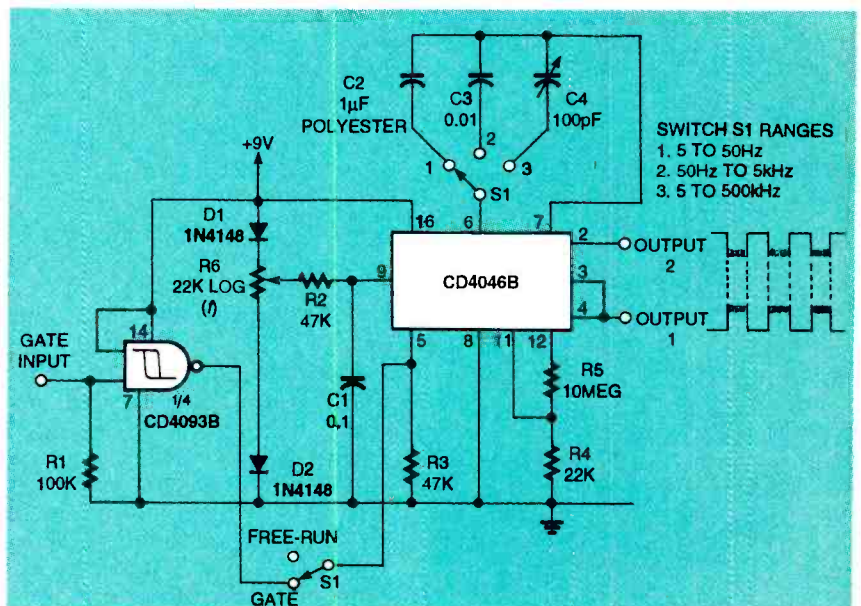 C2
1µF
POLYESTER
C3
0.01
C4
100pF
SWITCH S1 RANGES
1. 5 TO 50Hz
2. 50Hz TO 5kHz
3. 5 TO 500kHz
1
2
3
S1
+9V
D1
1N4148
R6
22K LOG
(f)
R2
47K
16
6
7
9
CD4046B
2
3
4
OUTPUT
2
OUTPUT
1
5
8
11
12
GATE
INPUT
14
7
1/4
CD4093B
R1
100K
C1
0.1
D2
1N4148
R3
47K
R5
10MEG
R4
22K
FREE-RUN
S1
GATE